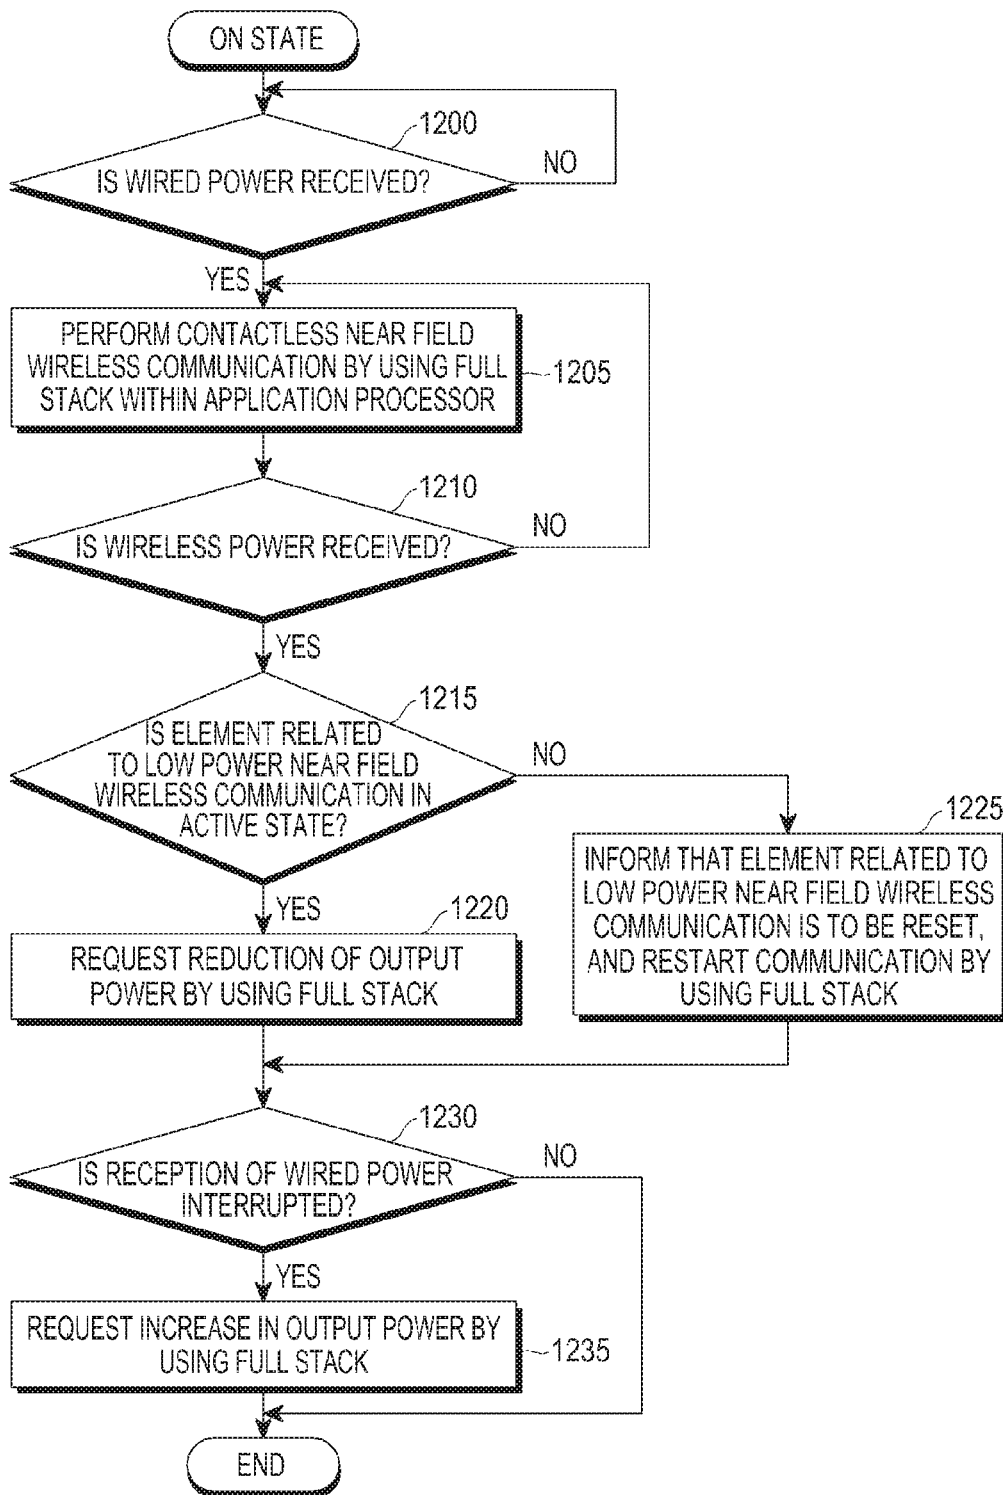 ON STATE
1200
IS WIRED POWER RECEIVED?
NO
YES
PERFORM CONTACTLESS NEAR FIELD
WIRELESS COMMUNICATION BY USING FULL
STACK WITHIN APPLICATION PROCESSOR
1205
1210
IS WIRELESS POWER RECEIVED?
NO
YES
1215
IS ELEMENT RELATED
TO LOW POWER NEAR FIELD
WIRELESS COMMUNICATION IN
ACTIVE STATE?
NO
YES
1225
INFORM THAT ELEMENT RELATED TO
LOW POWER NEAR FIELD WIRELESS
COMMUNICATION IS TO BE RESET,
AND RESTART COMMUNICATION BY
USING FULL STACK
1220
REQUEST REDUCTION OF OUTPUT
POWER BY USING FULL STACK
1230
IS RECEPTION OF WIRED POWER
INTERRUPTED?
NO
YES
REQUEST INCREASE IN OUTPUT POWER BY
USING FULL STACK
1235
END